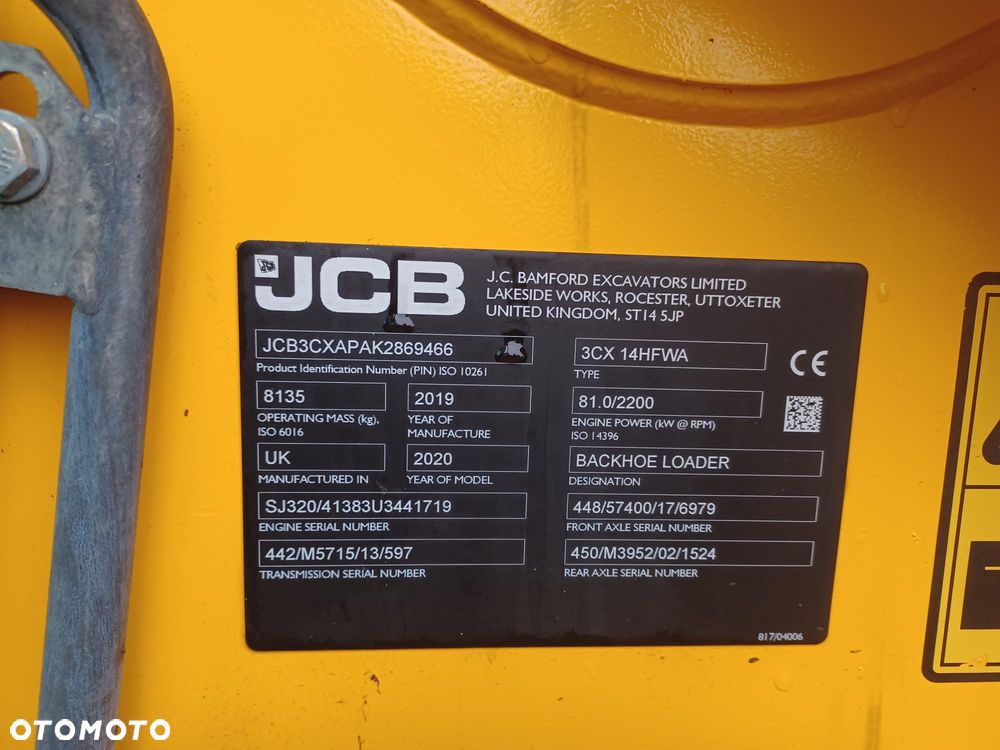 JCB
J.C. BAMFORD EXCAVATORS LIMITED
LAKESIDE WORKS, ROCESTER, UTTOXETER
UNITED KINGDOM, ST14 5JP
JCB3CXAPAK2869466
Product Identification Number (PIN) ISO 10261
3CX 14HFWA
TYPE
CE
8135
OPERATING MASS (kg),
ISO 6016
2019
YEAR OF
MANUFACTURE
81.0/2200
ENGINE POWER (kW @ RPM)
ISO 14396
UK
MANUFACTURED IN
2020
YEAR OF MODEL
BACKHOE LOADER
DESIGNATION
SJ320/41383U3441719
ENGINE SERIAL NUMBER
448/57400/17/6979
FRONT AXLE SERIAL NUMBER
442/M5715/13/597
TRANSMISSION SERIAL NUMBER
450/M3952/02/1524
REAR AXLE SERIAL NUMBER
817/04006
OTOMOTO